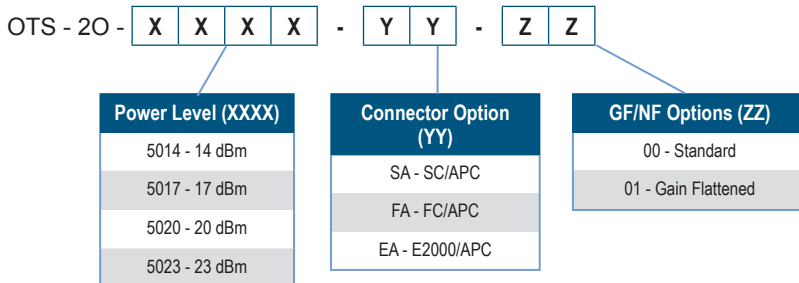 OTS - 2O - X X X X - Y Y - Z Z
Power Level (XXXX)
5014 - 14 dBm
5017 - 17 dBm
5020 - 20 dBm
5023 - 23 dBm
Connector Option
(YY)
SA - SC/APC
FA - FC/APC
EA - E2000/APC
GF/NF Options (ZZ)
00 - Standard
01 - Gain Flattened